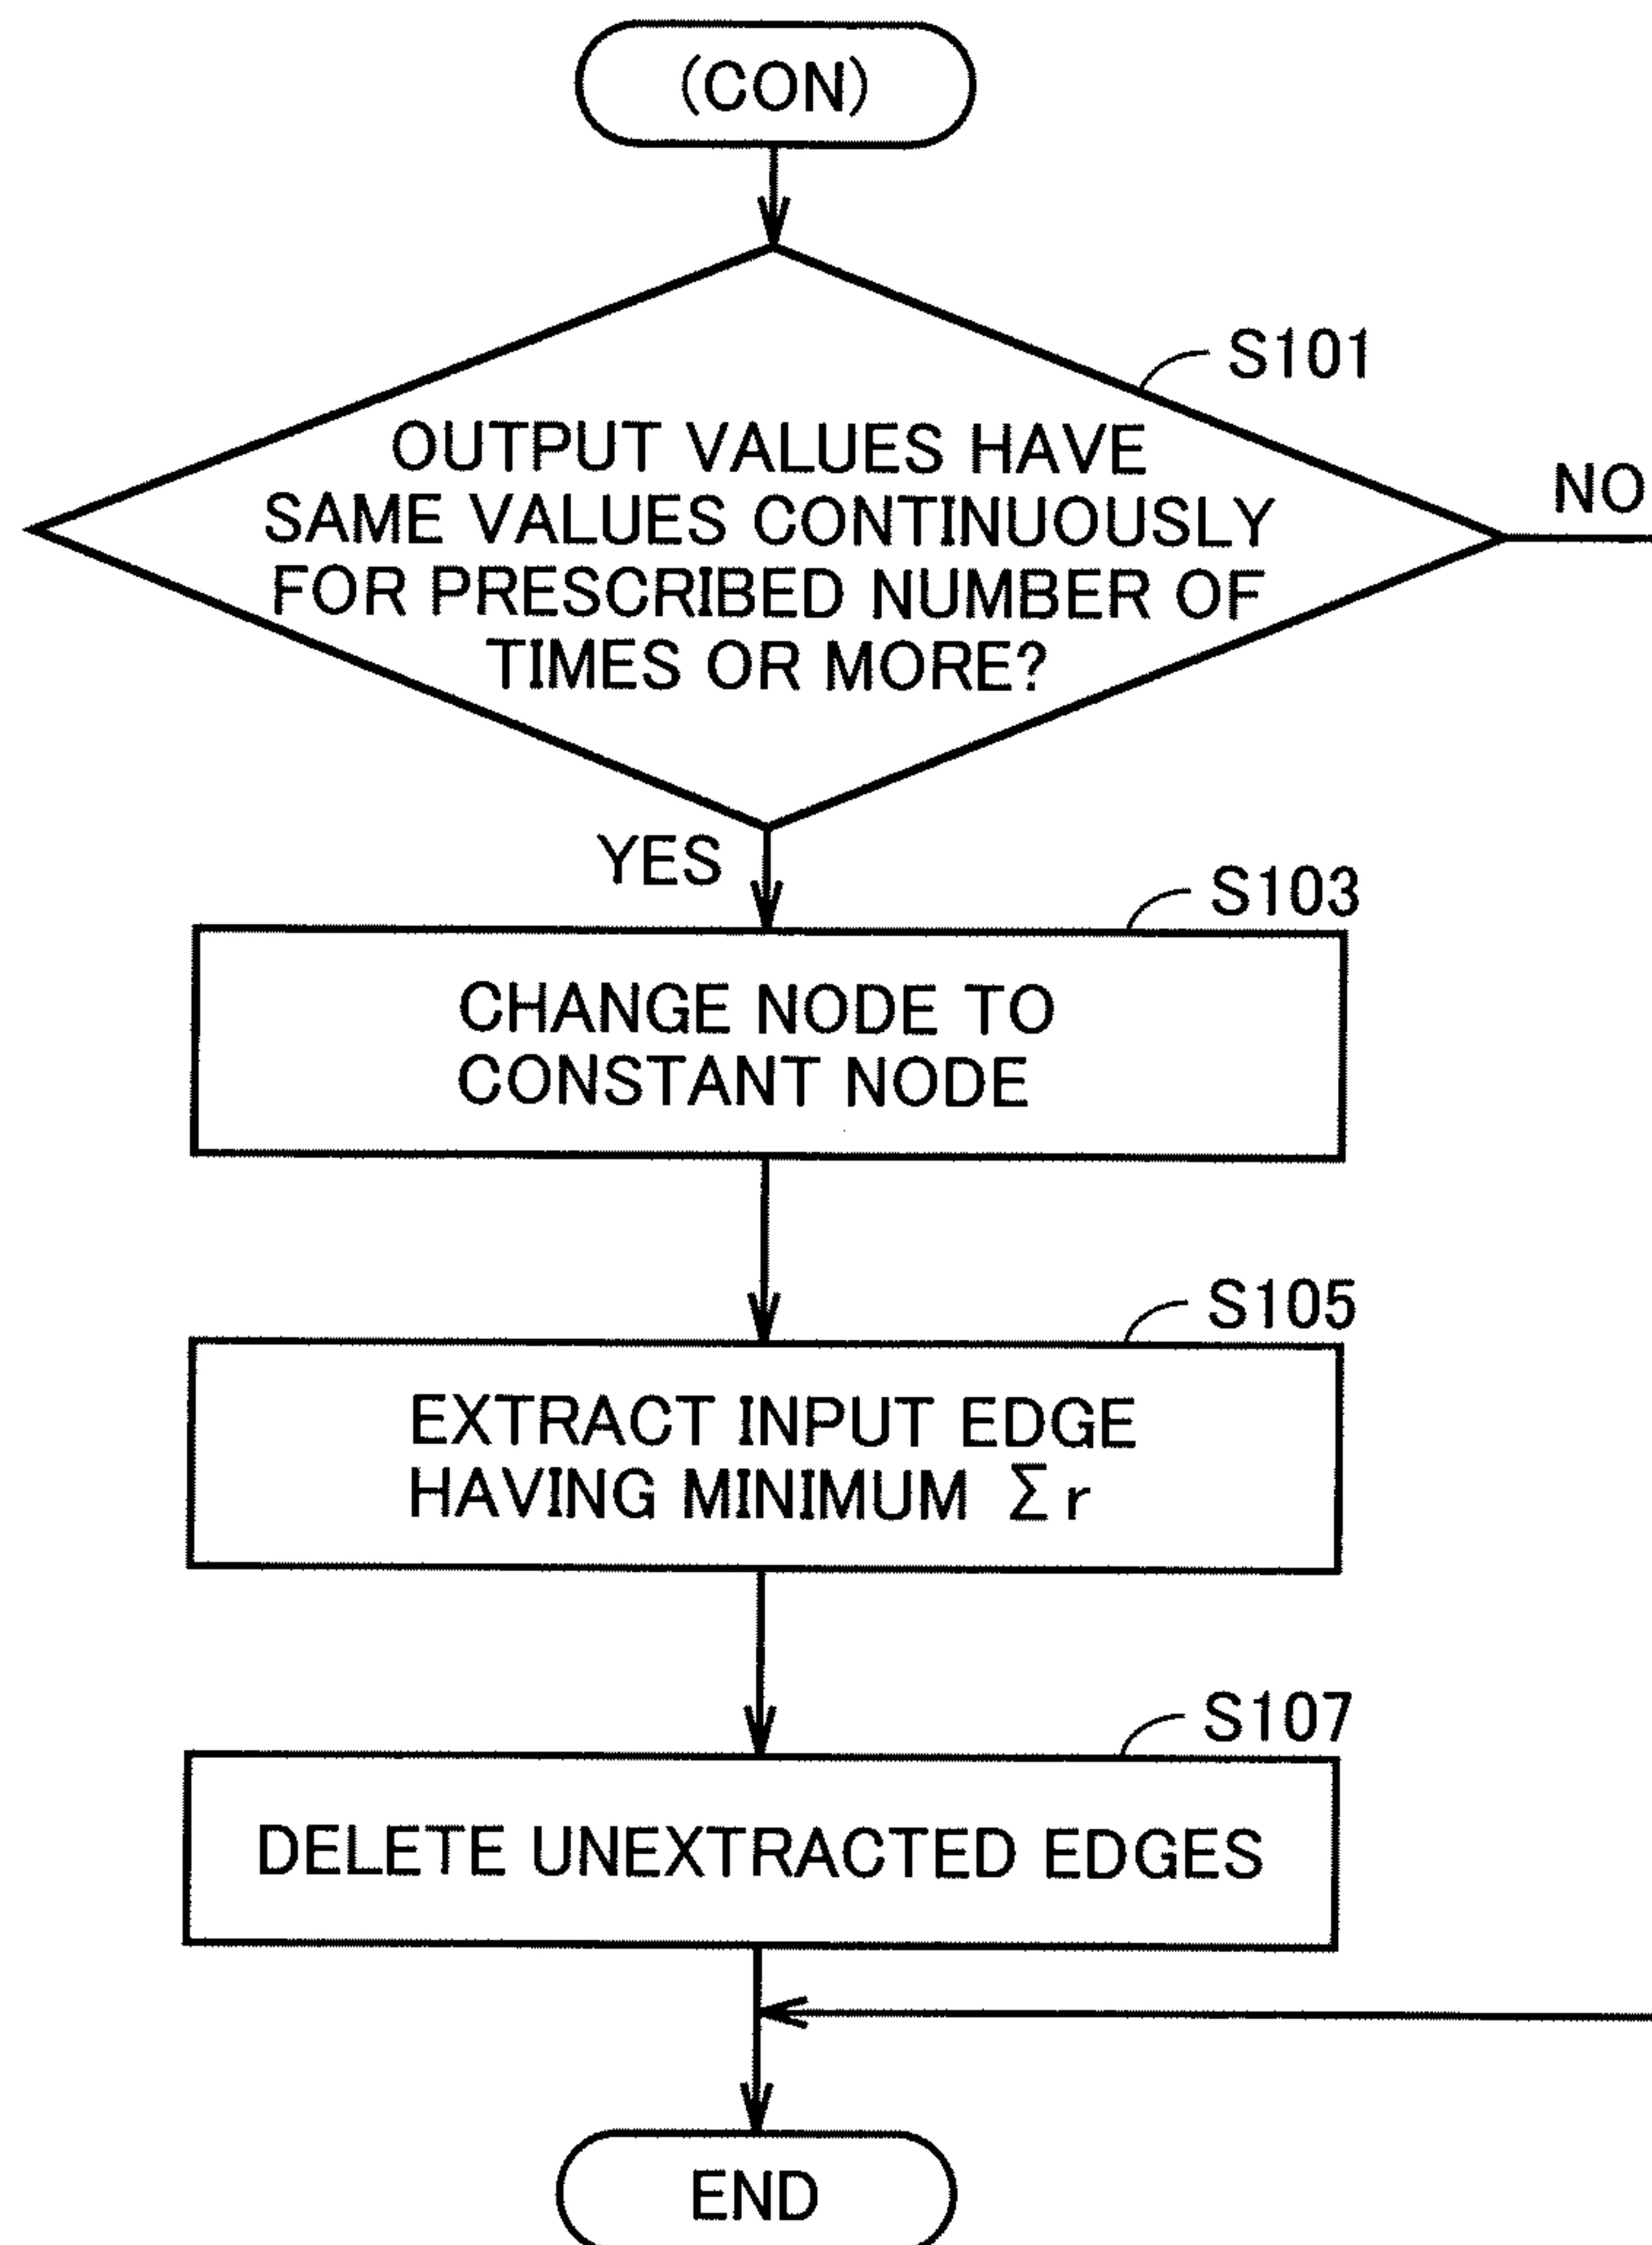 (CON)
S101
OUTPUT VALUES HAVE
SAME VALUES CONTINUOUSLY
FOR PRESCRIBED NUMBER OF
TIMES OR MORE?
NO
YES
S103
CHANGE NODE TO
CONSTANT NODE
S105
EXTRACT INPUT EDGE
HAVING MINIMUM Σr
S107
DELETE UNEXTRACTED EDGES
END